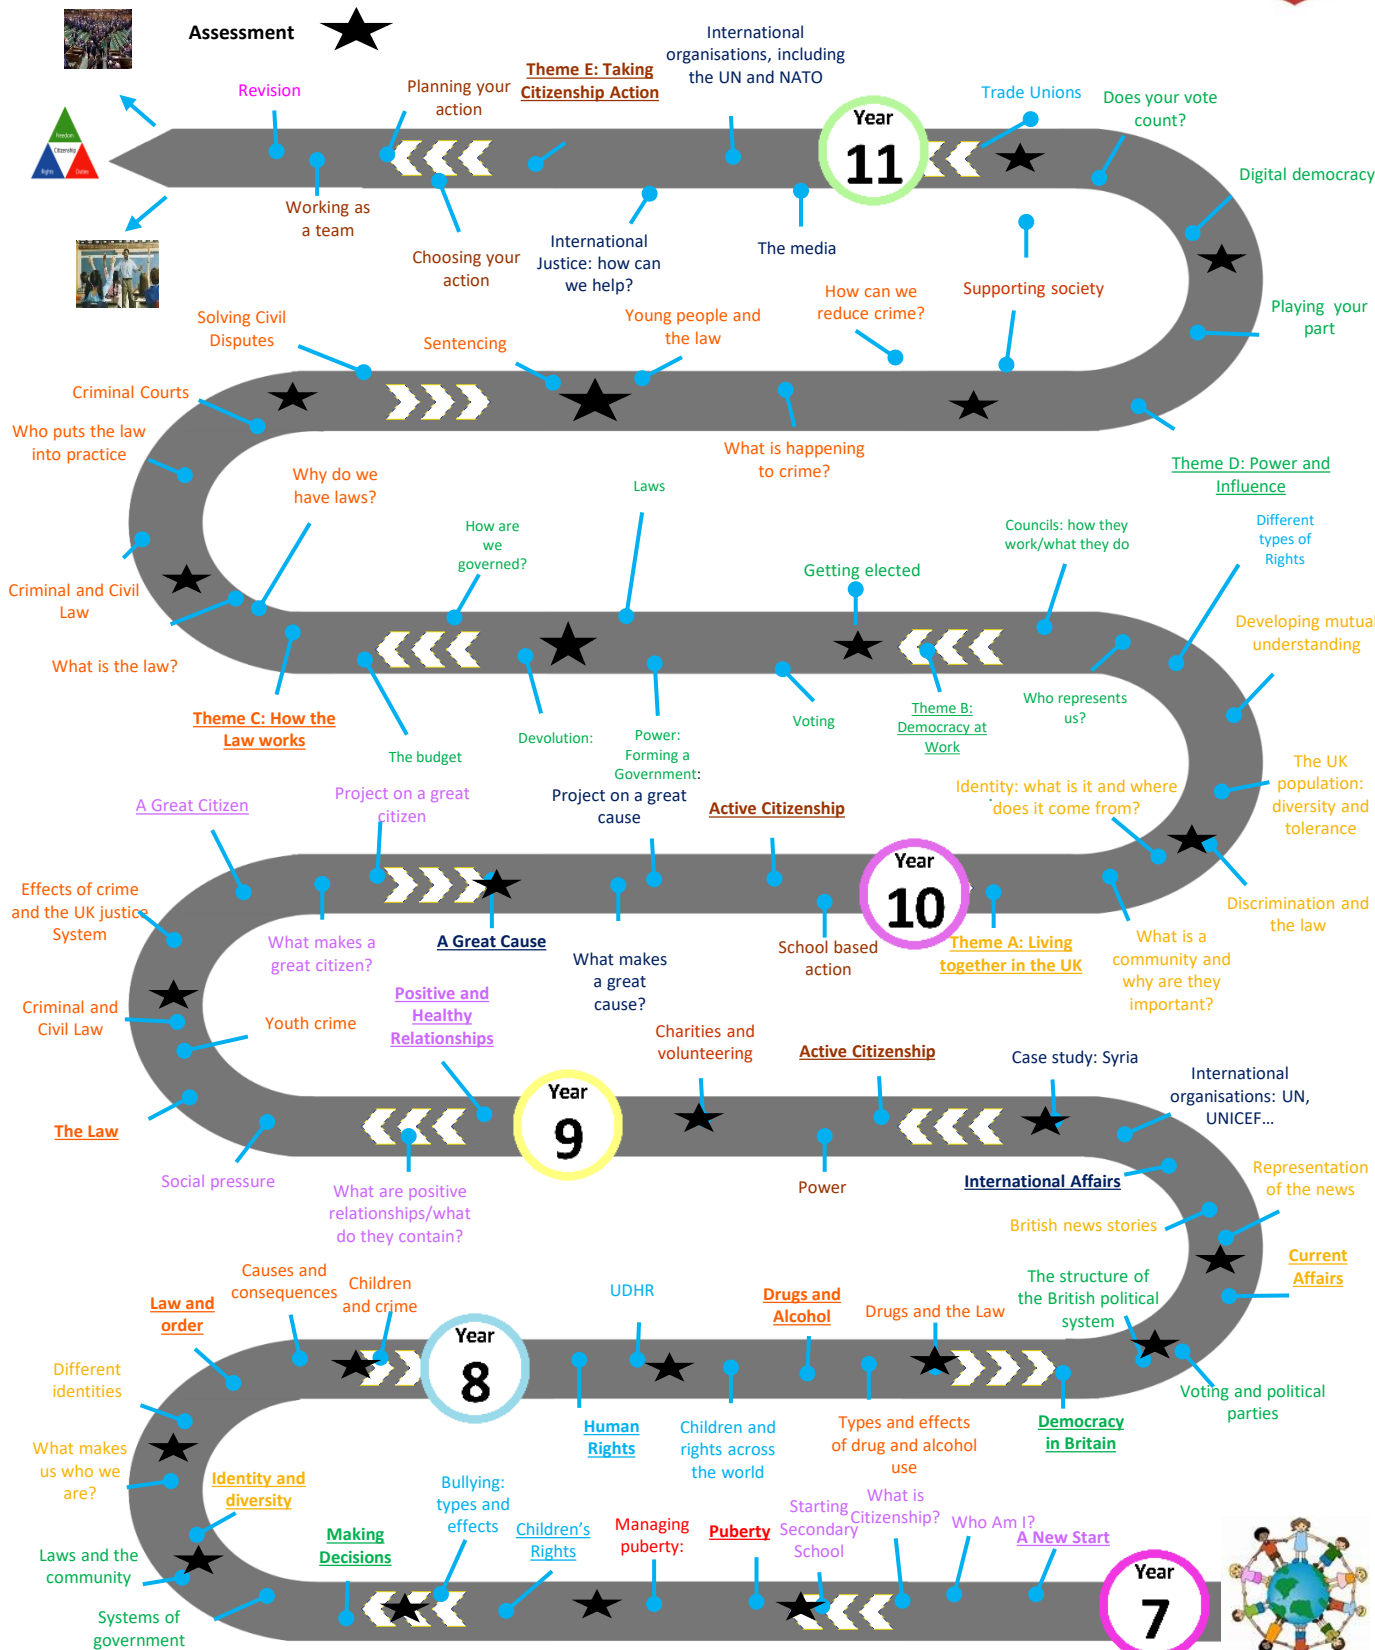 Assessment
International
organisations, including
the UN and NATO
Theme E: Taking
Citizenship Action
Planning your
action
Revision
Trade Unions
Does your vote
count?
Year
11
Freedom
Citizenship
Rights
Duties
Digital democracy
Working as
a team
Choosing your
action
International
Justice: how can
we help?
The media
How can we
reduce crime?
Supporting society
Playing your
part
Solving Civil
Disputes
Sentencing
Young people and
the law
Criminal Courts
Who puts the law
into practice
Why do we
have laws?
What is happening
to crime?
Theme D: Power and
Influence
Laws
How are
we
governed?
Councils: how they
work/what they do
Different
types of
Rights
Getting elected
Criminal and Civil
Law
Developing mutual
understanding
What is the law?
Theme C: How the
Law works
The budget
Devolution:
Power:
Forming a
Government:
Voting
Theme B:
Democracy at
Work
Who represents
us?
The UK
population:
diversity and
tolerance
Identity: what is it and where
does it come from?
A Great Citizen
Project on a great
citizen
Project on a great
cause
Active Citizenship
Year
10
Effects of crime
and the UK justice
System
Discrimination and
the law
What makes a
great citizen?
A Great Cause
What makes
a great
cause?
School based
action
Theme A: Living
together in the UK
What is a
community and
why are they
important?
Positive and
Healthy
Relationships
Criminal and
Civil Law
Youth crime
Charities and
volunteering
Active Citizenship
Case study: Syria
International
organisations: UN,
UNICEF…
Year
9
The Law
Social pressure
What are positive
relationships/what
do they contain?
Power
International Affairs
Representation
of the news
British news stories
Current
Affairs
Causes and
consequences
Children
and crime
Law and
order
UDHR
Drugs and
Alcohol
Drugs and the Law
The structure of
the British political
system
Year
8
Different
identities
Human
Rights
Children and
rights across
the world
Types and effects
of drug and alcohol
use
Democracy
in Britain
Voting and political
parties
What makes
us who we
are?
Identity and
diversity
Bullying:
types and
effects
Making
Decisions
Children's
Rights
Managing
puberty:
Puberty
Starting
Secondary
School
What is
Citizenship?
Who Am I?
A New Start
Laws and the
community
Systems of
government
Year
7